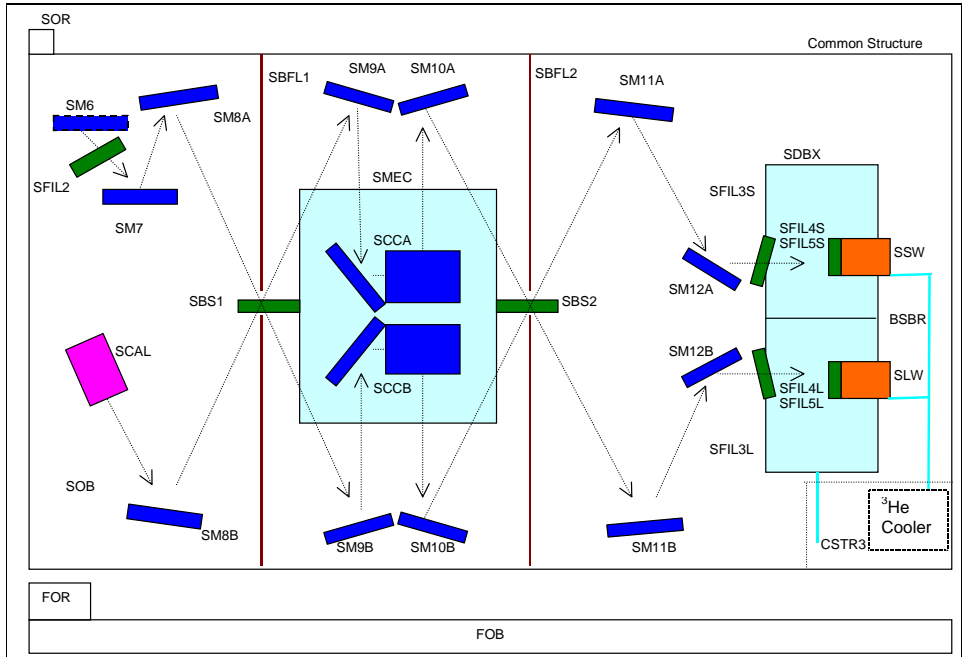 SOR
Common Structure
SM9A
SM10A
SBFL1
SBFL2
SM11A
SM6
SM8A
SDBX
SFIL2
SMEC
SFIL3S
SM7
SCCA
SFIL4S
SFIL5S
SSW
SM12A
SBS1
SBS2
BSBR
SCAL
SM12B
SLW
SCCB
SFIL4L
SFIL5L
SFIL3L
SOB
3He
Cooler
SM8B
SM9B
SM10B
SM11B
CSTR3
FOR
FOB